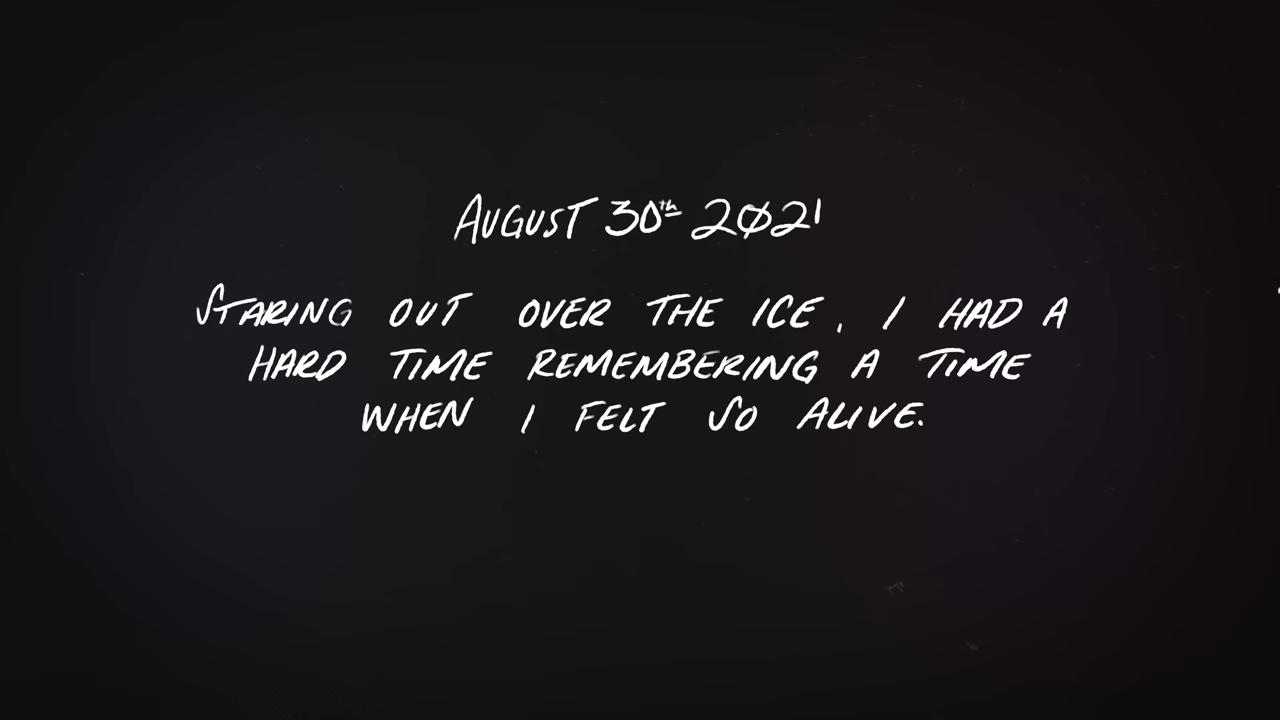 AUGUST 30th 2021
STARING OUT OVER THE ICE, I HAD A
HARD TIME REMEMBERING A TIME
WHEN I FELT SO ALIVE.